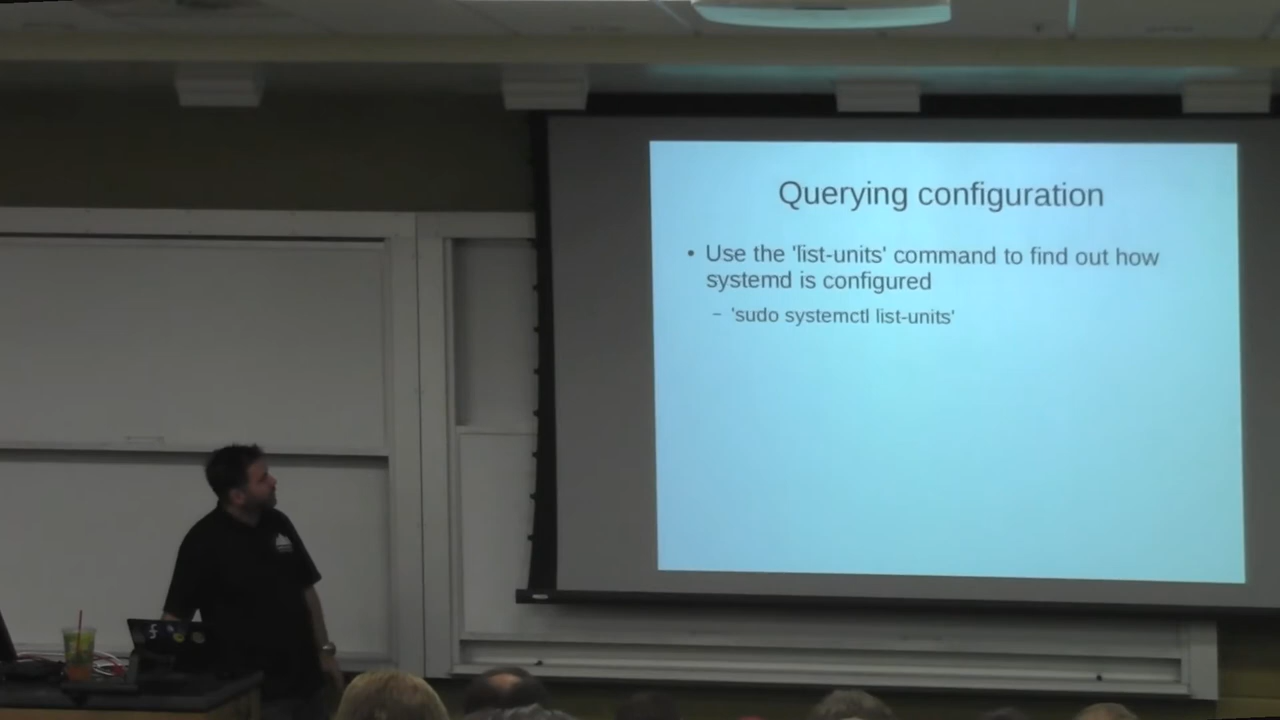 Querying configuration
• Use the 'list-units' command to find out how
systemd is configured
– 'sudo systemctl list-units'